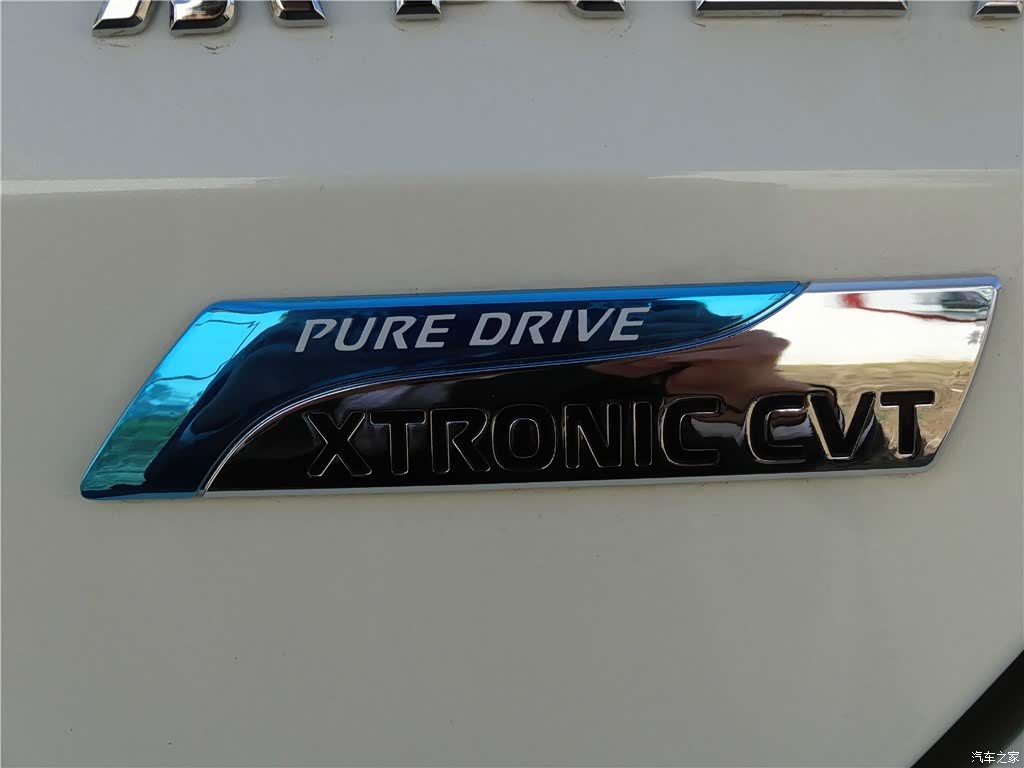 PURE DRIVE
XTRONIC CVT
汽车之家